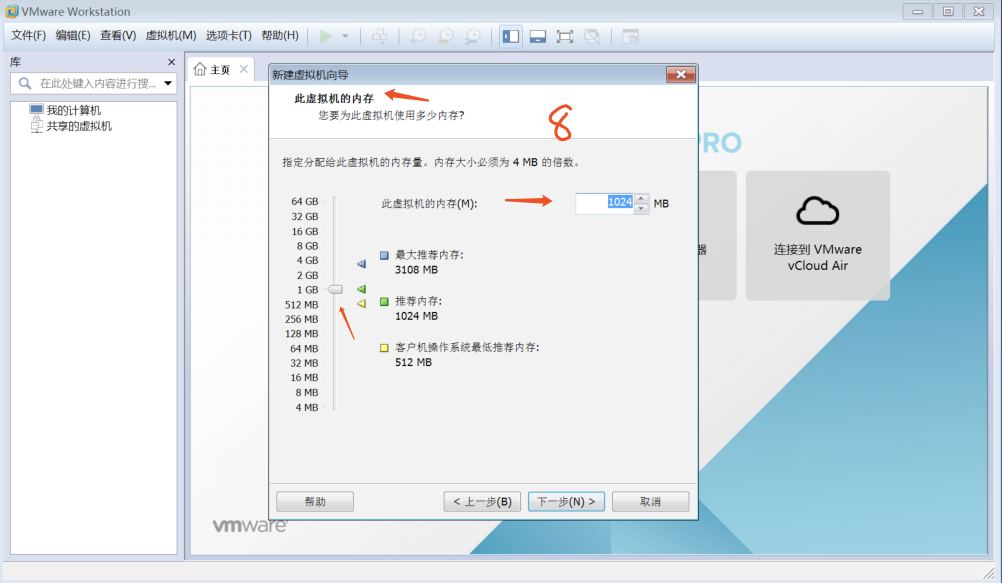 VMware Workstation
文件(F) 编辑(E) 查看(V) 虚拟机(M) 选项卡(T) 帮助(H)
库
在此处键入内容进行搜...
我的计算机
共享的虚拟机
主页
新建虚拟机向导
此虚拟机的内存
您要为此虚拟机使用多少内存?
8
PRO
指定分配给此虚拟机的内存量。内存大小必须为 4 MB 的倍数。
此虚拟机的内存(M):
1024 MB
64 GB
32 GB
16 GB
8 GB
4 GB
2 GB
1 GB
512 MB
256 MB
128 MB
64 MB
32 MB
16 MB
8 MB
4 MB
最大推荐内存:
3108 MB
推荐内存:
1024 MB
客户机操作系统最低推荐内存:
512 MB
器
连接到 VMware
vCloud Air
帮助
< 上一步(B)
下一步(N) >
取消
vmware